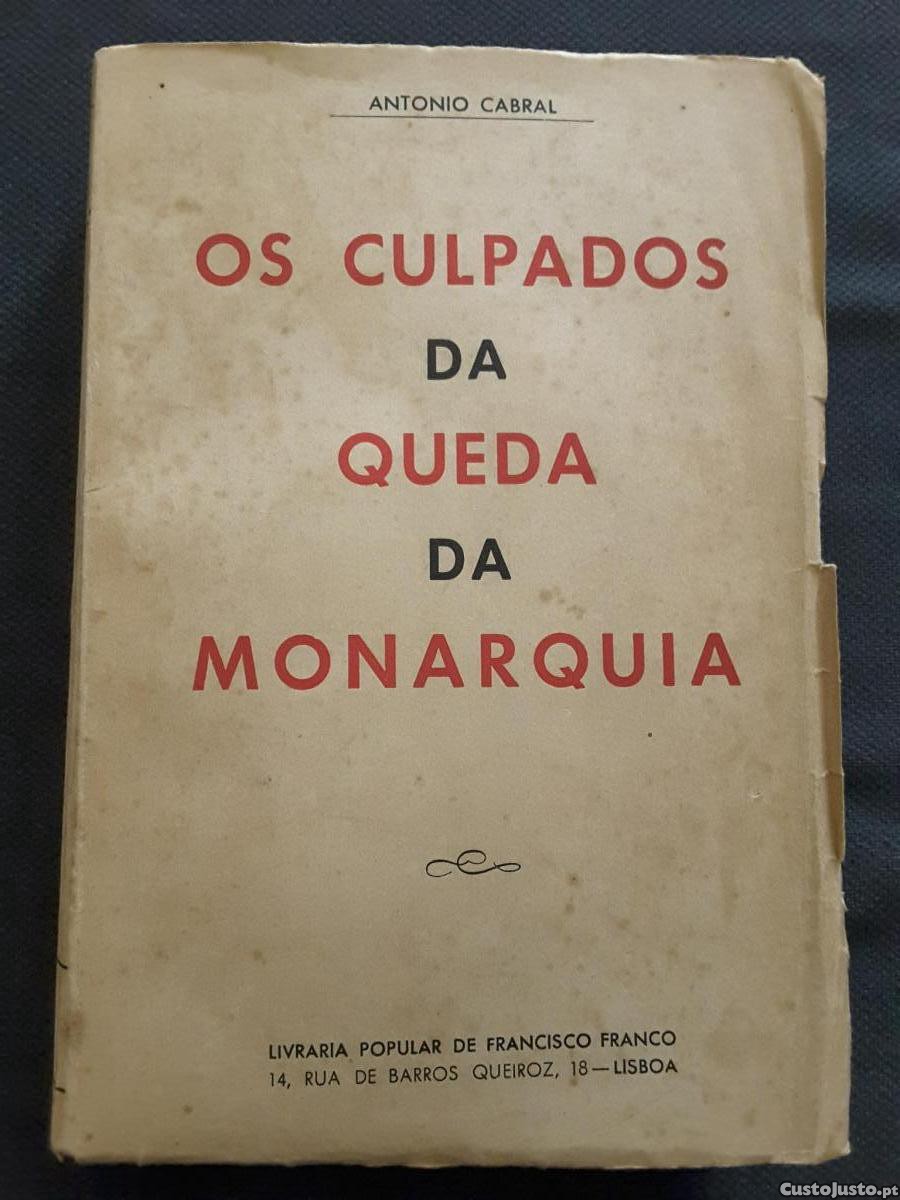 ANTONIO CABRAL
OS CULPADOS
DA
QUEDA
DA
MONARQUIA
LIVRARIA POPULAR DE FRANCISCO FRANCO
14, RUA DE BARROS QUEIROZ, 18 — LISBOA
CustoJusto.pt